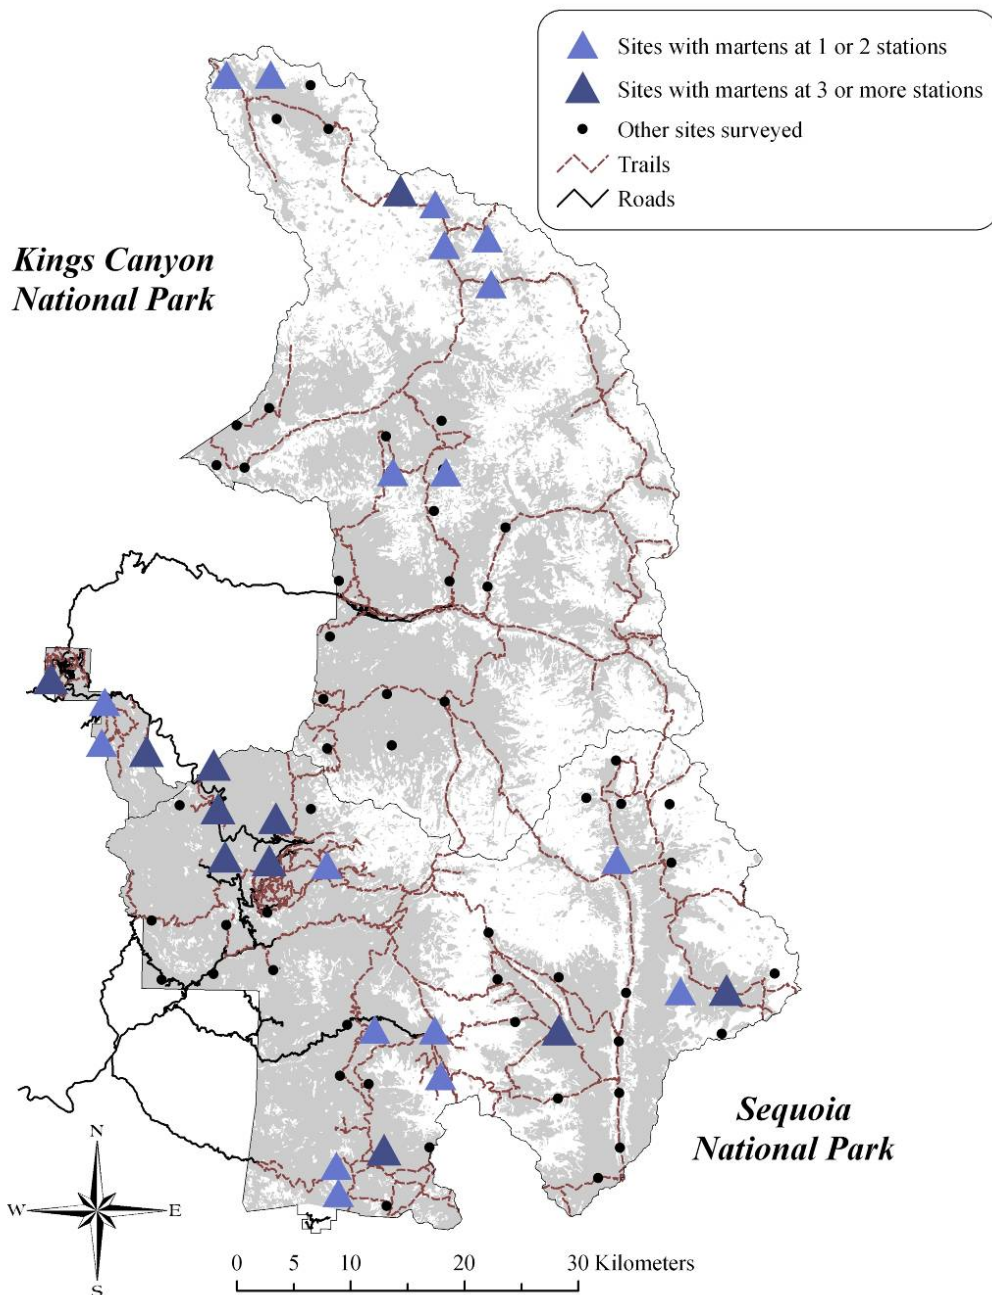 Sites with martens at 1 or 2 stations
Sites with martens at 3 or more stations
Other sites surveyed
Trails
Roads
Kings Canyon
National Park
Sequoia
National Park
N
W E
S
0 5 10 20 30 Kilometers